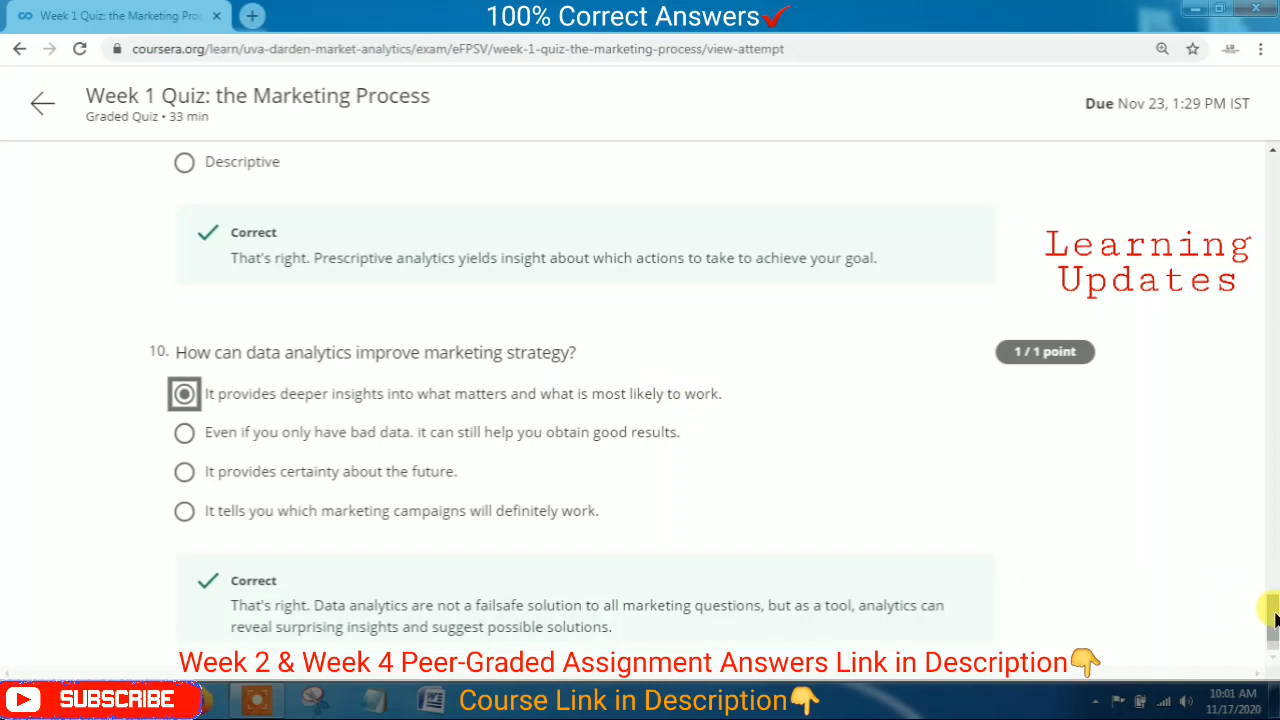 100% Correct Answers
Week 1 Quiz: the Marketing Pro
coursera.org/learn/uva-darden-market-analytics/exam/eFPSV/week-1-quiz-the-marketing-process/view-attempt
Week 1 Quiz: the Marketing Process
Graded Quiz • 33 min
Due Nov 23, 1:29 PM IST
Descriptive
Correct
That's right. Prescriptive analytics yields insight about which actions to take to achieve your goal.
Learning
Updates
10. How can data analytics improve marketing strategy?
1 / 1 point
It provides deeper insights into what matters and what is most likely to work.
Even if you only have bad data. it can still help you obtain good results.
It provides certainty about the future.
It tells you which marketing campaigns will definitely work.
Correct
That's right. Data analytics are not a failsafe solution to all marketing questions, but as a tool, analytics can
reveal surprising insights and suggest possible solutions.
Week 2 & Week 4 Peer-Graded Assignment Answers Link in Description
SUBSCRIBE
Course Link in Description
10:01 AM
11/17/2020